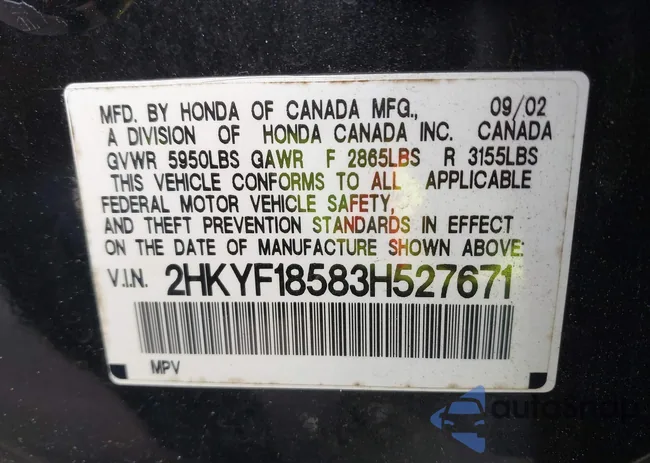 MFD. BY HONDA OF CANADA MFG., 09/02
A DIVISION OF HONDA CANADA INC. CANADA
GVWR 5950LBS GAWR F 2865LBS R 3155LBS
THIS VEHICLE CONFORMS TO ALL APPLICABLE
FEDERAL MOTOR VEHICLE SAFETY,
AND THEFT PREVENTION STANDARDS IN EFFECT
ON THE DATE OF MANUFACTURE SHOWN ABOVE:
V.I.N. 2HKYF18583H527671
MPV
autosnap